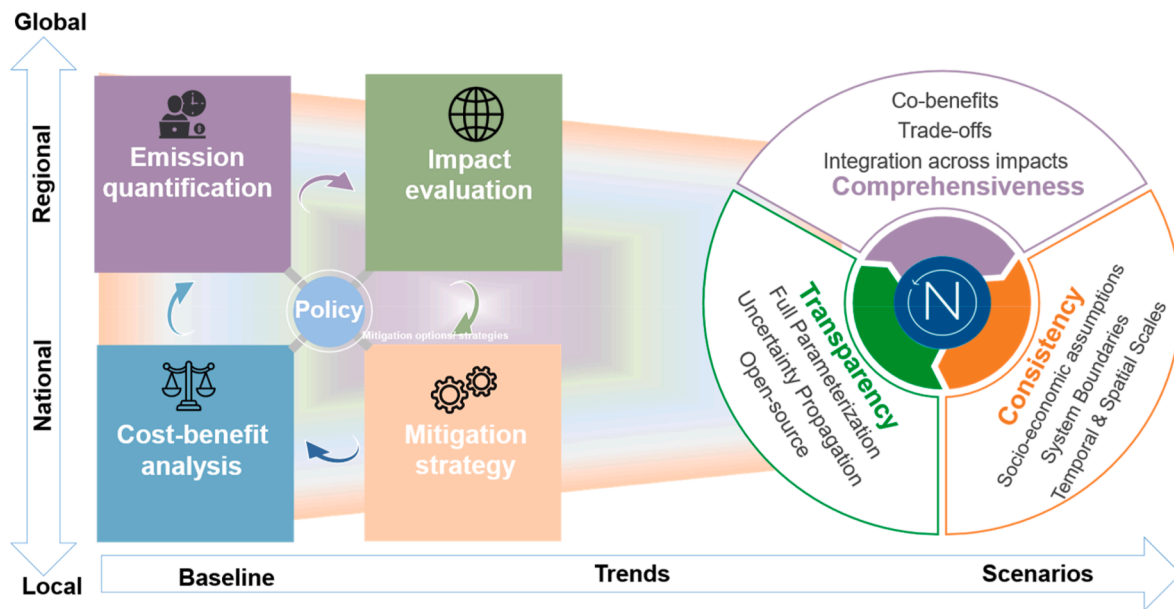 Global
Regional
National
Local
Emission
quantification
Impact
evaluation
Policy
Mitigation options/ strategies
Cost-benefit
analysis
Mitigation
strategy
Co-benefits
Trade-offs
Integration across impacts
Comprehensiveness
Transparency
Full Parameterization
Uncertainty Propagation
Open-source
N
Consistency
Socio-economic assumptions
System Boundaries
Temporal & Spatial Scales
Baseline
Trends
Scenarios